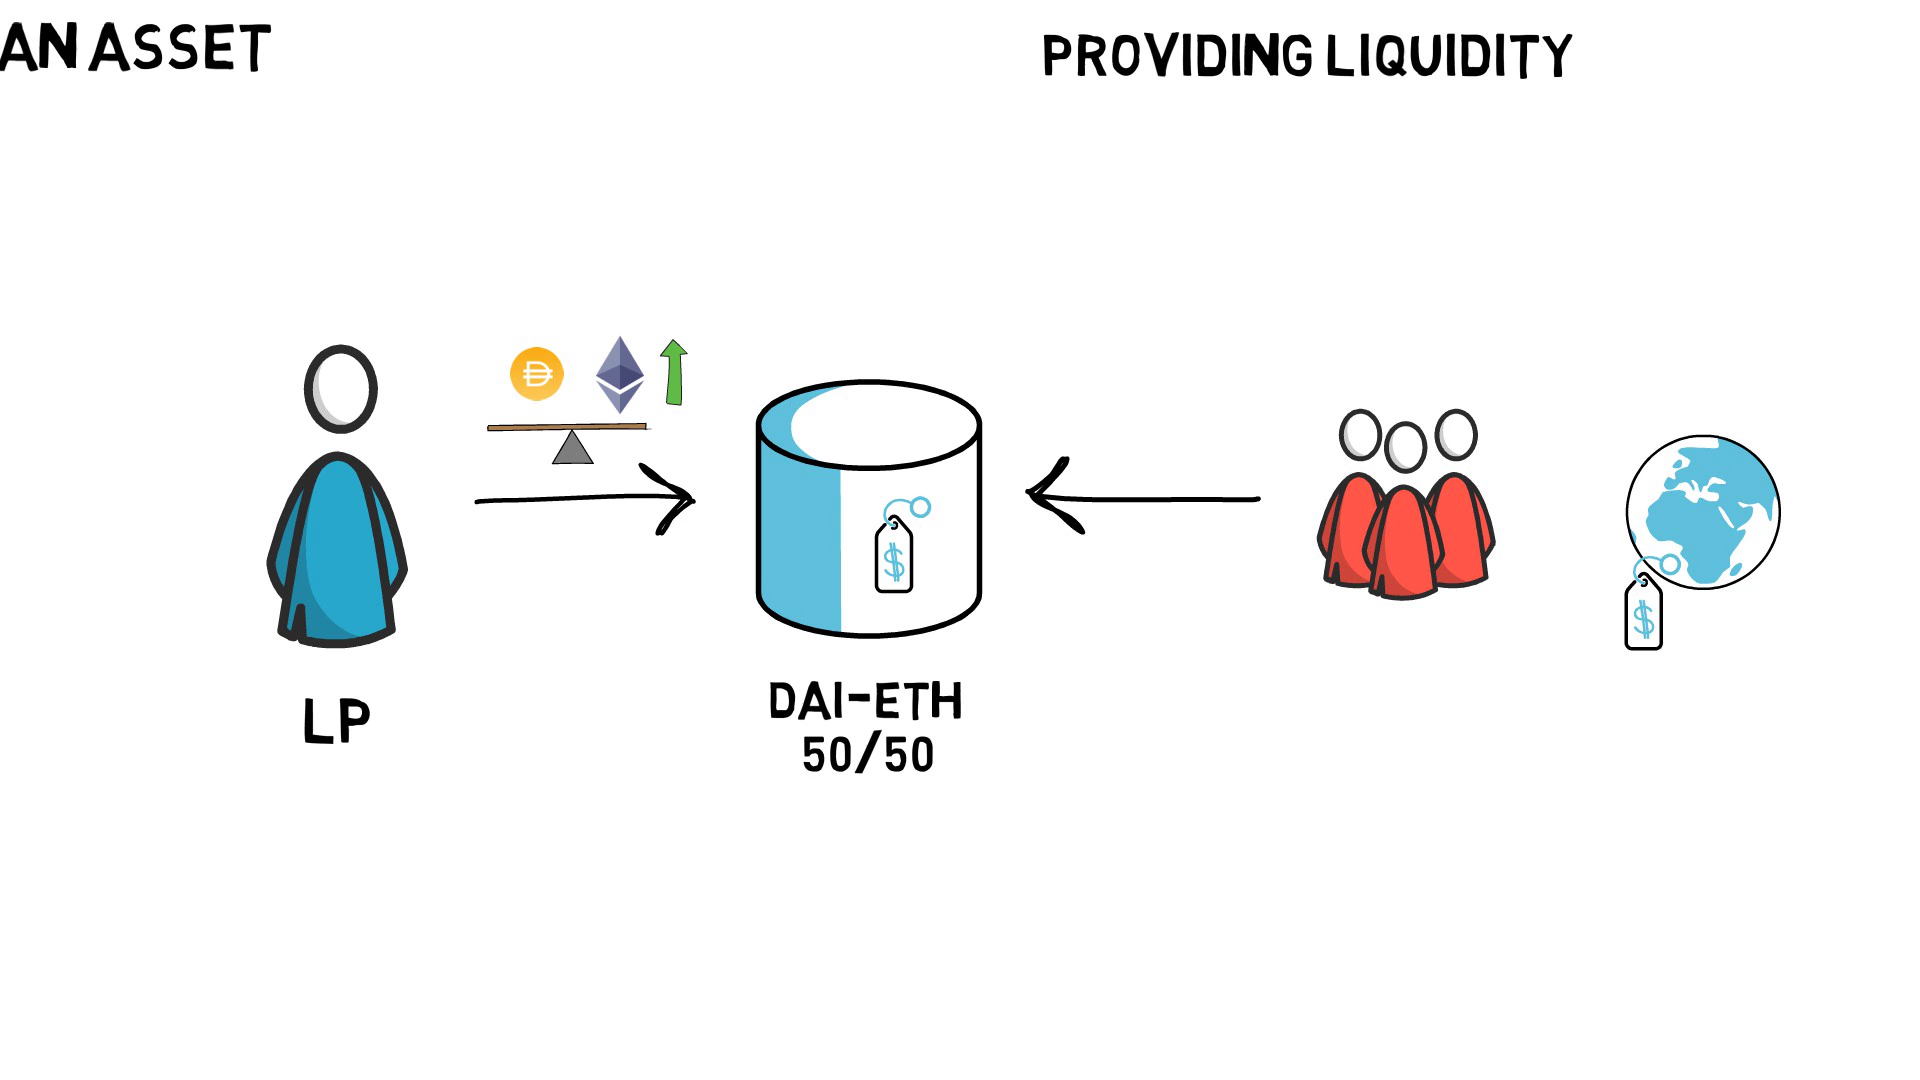 AN ASSET
PROVIDING LIQUIDITY
$
$
LP
DAI-ETH
50/50